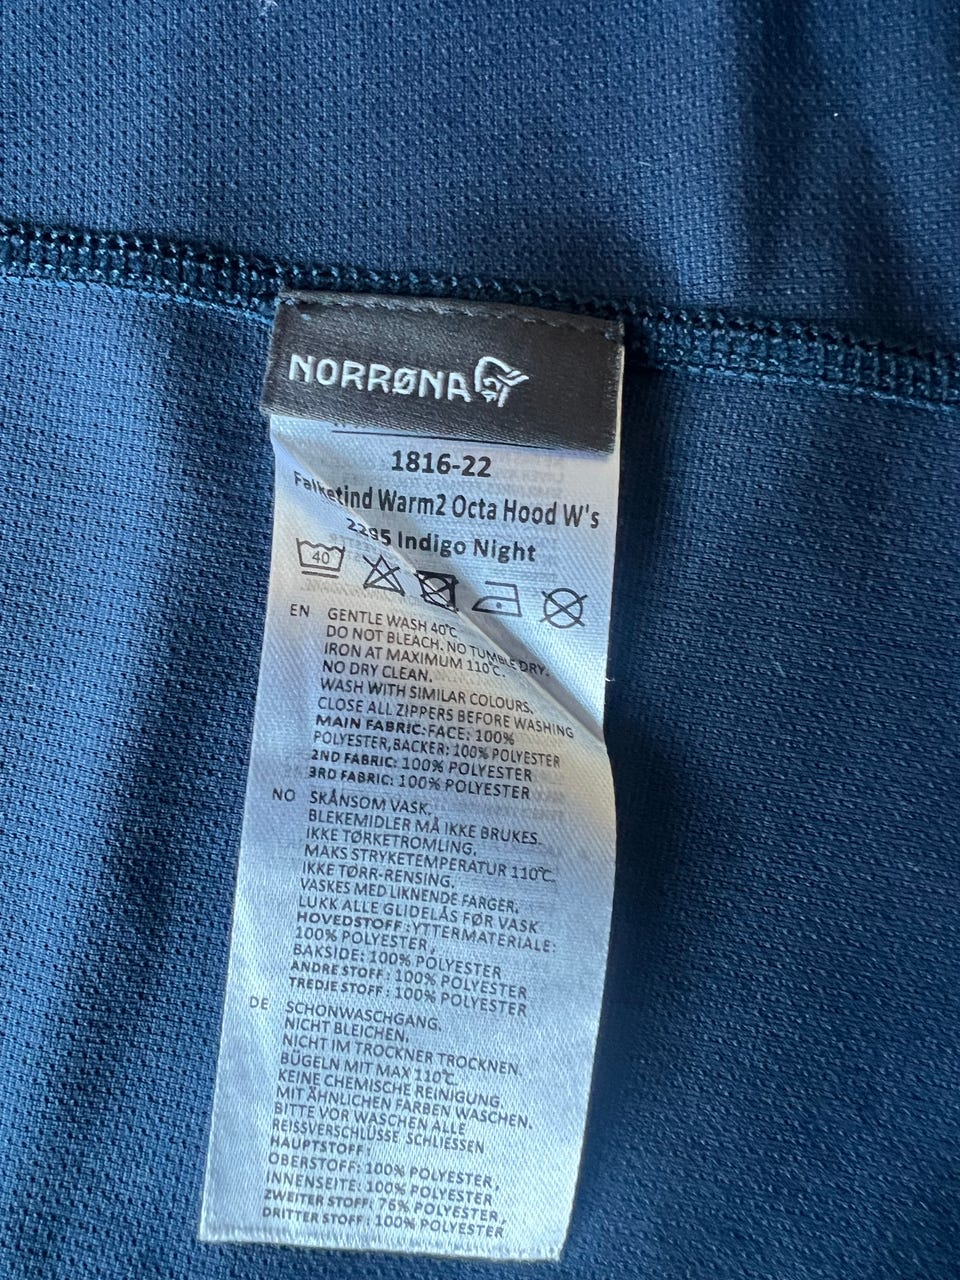 NORRØNA
1816-22
Falketind Warm2 Octa Hood W's
2295 Indigo Night
40
EN GENTLE WASH 40°C
DO NOT BLEACH. NO TUMBLE DRY.
IRON AT MAXIMUM 110°C.
NO DRY CLEAN.
WASH WITH SIMILAR COLOURS.
CLOSE ALL ZIPPERS BEFORE WASHING
MAIN FABRIC: FACE: 100%
POLYESTER, BACKER: 100% POLYESTER
2ND FABRIC: 100% POLYESTER
3RD FABRIC: 100% POLYESTER
NO SKÅNSOM VASK.
BLEKEMIDLER MÅ IKKE BRUKES.
IKKE TØRKETROMLING.
MAKS STRYKETEMPERATUR 110°C.
IKKE TØRR-RENSING.
VASKES MED LIKNENDE FARGER.
LUKK ALLE GLIDELÅS FØR VASK
HOVEDSTOFF: YTTERMATERIALE:
100% POLYESTER,
BAKSIDE: 100% POLYESTER
ANDRE STOFF: 100% POLYESTER
TREDJE STOFF: 100% POLYESTER
DE SCHONWASCHGANG.
NICHT BLEICHEN.
NICHT IM TROCKNER TROCKNEN.
BÜGELN MIT MAX 110°C.
KEINE CHEMISCHE REINIGUNG.
MIT ÄHNLICHEN FARBEN WASCHEN.
BITTE VOR WASCHEN ALLE
REISSVERSCHLÜSSE SCHLIESSEN
HAUPTSTOFF:
OBERSTOFF: 100% POLYESTER,
INNENSEITE: 100% POLYESTER
ZWEITER STOFF: 76% POLYESTER,
DRITTER STOFF: 100% POLYESTER